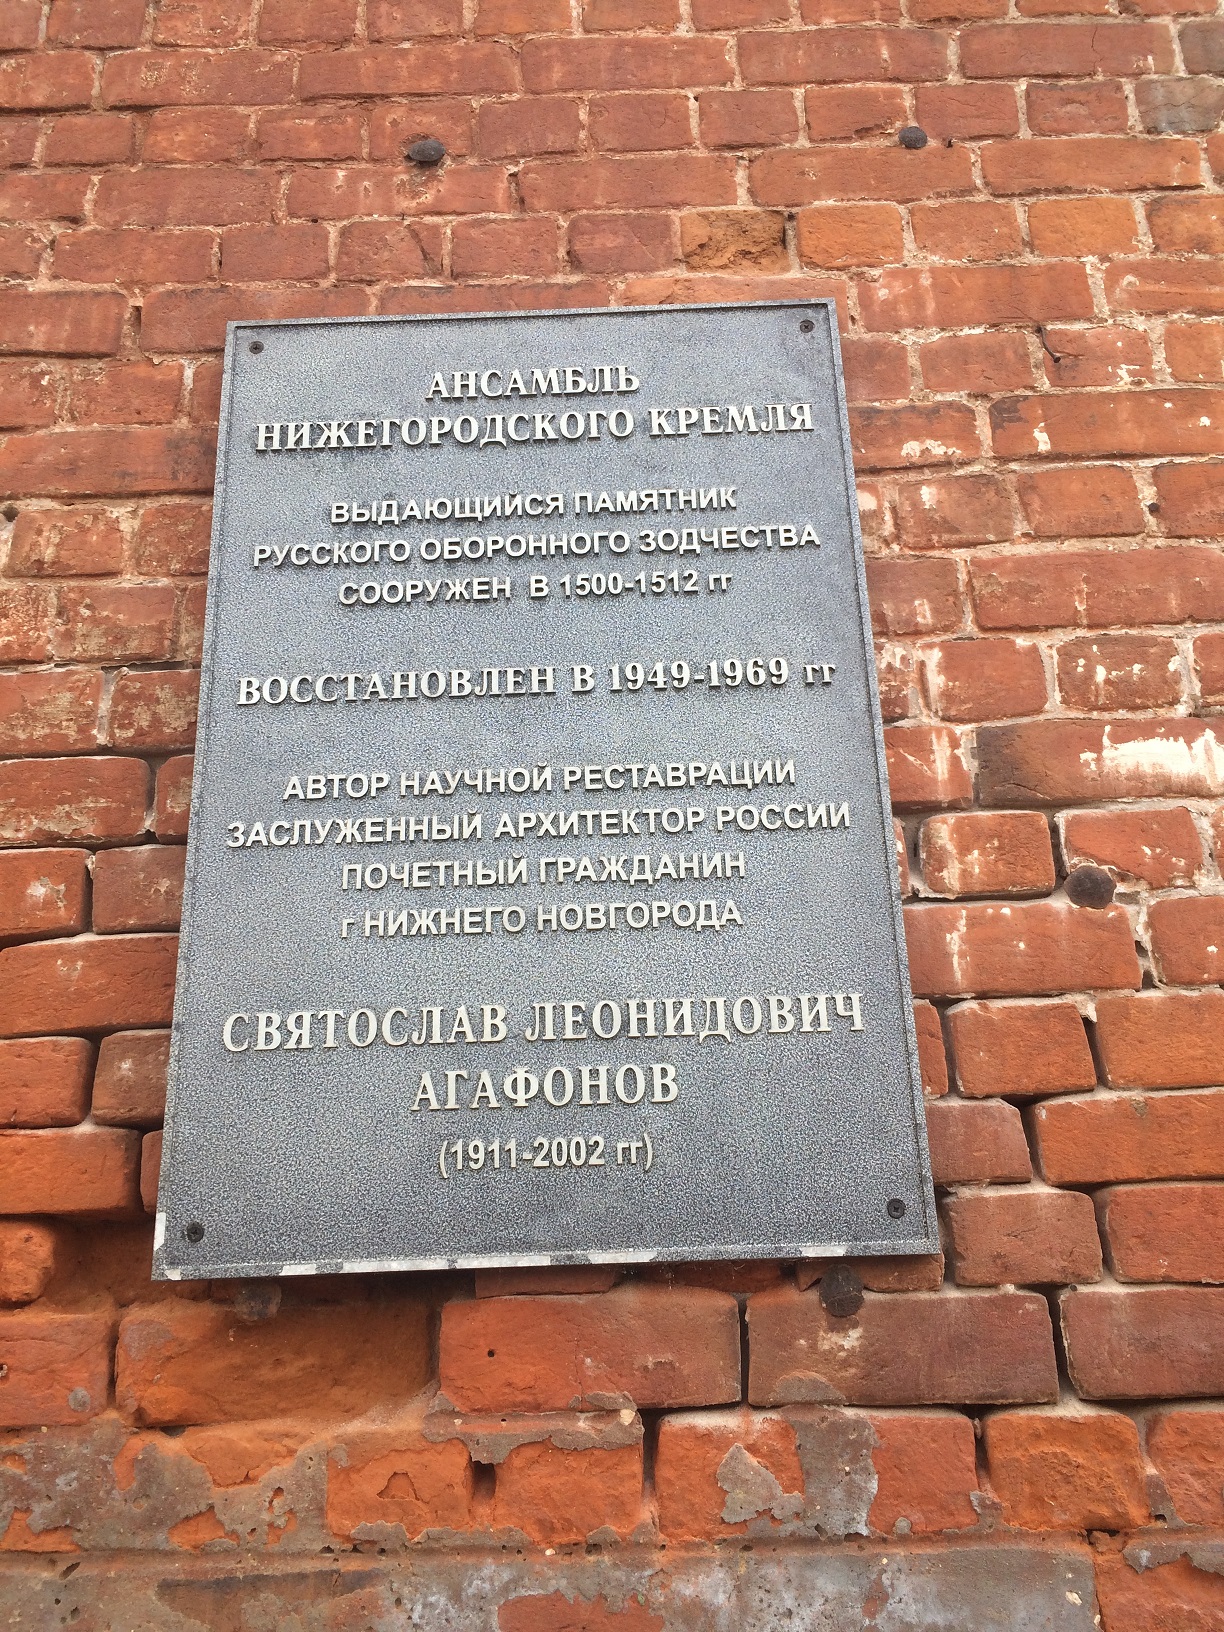 АНСАМБЛЬ
НИЖЕГОРОДСКОГО КРЕМЛЯ
ВЫДАЮЩИЙСЯ ПАМЯТНИК
РУССКОГО ОБОРОННОГО ЗОДЧЕСТВА
СООРУЖЕН В 1500-1512 гг
ВОССТАНОВЛЕН В 1949-1969 гг
АВТОР НАУЧНОЙ РЕСТАВРАЦИИ
ЗАСЛУЖЕННЫЙ АРХИТЕКТОР РОССИИ
ПОЧЕТНЫЙ ГРАЖДАНИН
г НИЖНЕГО НОВГОРОДА
СВЯТОСЛАВ ЛЕОНИДОВИЧ
АГАФОНОВ
(1911-2002 гг)